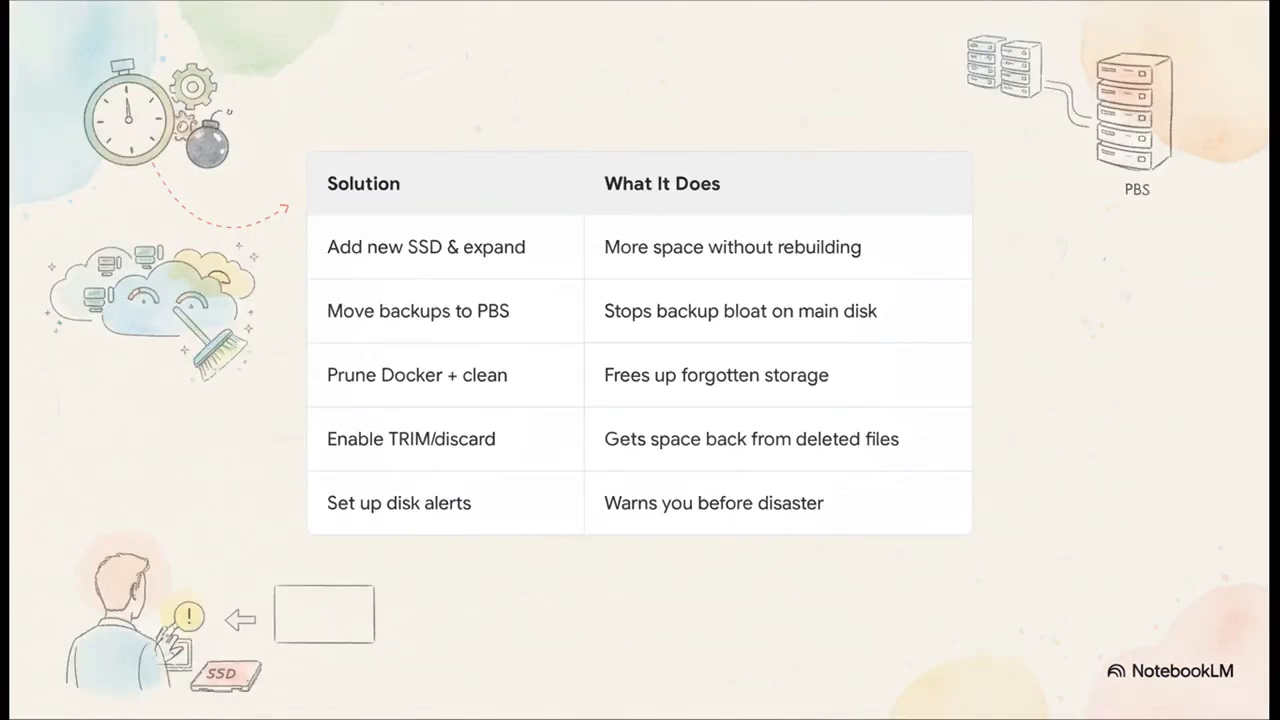 PBS
Solution What It Does
Add new SSD & expand More space without rebuilding
Move backups to PBS Stops backup bloat on main disk
Prune Docker + clean Frees up forgotten storage
Enable TRIM/discard Gets space back from deleted files
Set up disk alerts Warns you before disaster
!
SSD
NotebookLM